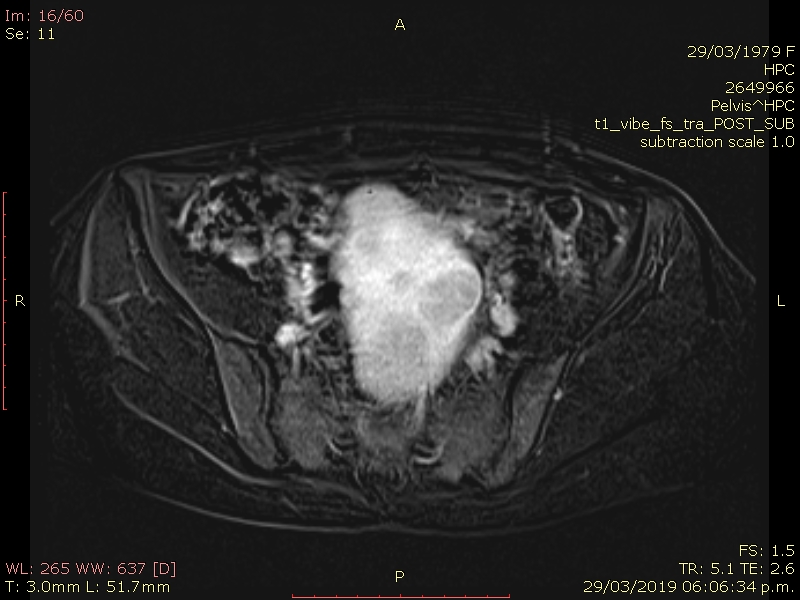 Im: 16/60
Se: 11
A
29/03/1979 F
HPC
2649966
Pelvis^HPC
t1_vibe_fs_tra_POST_SUB
subtraction scale 1.0
R
L
WL: 265 WW: 637 [D]
T: 3.0mm L: 51.7mm
P
FS: 1.5
TR: 5.1 TE: 2.6
29/03/2019 06:06:34 p.m.